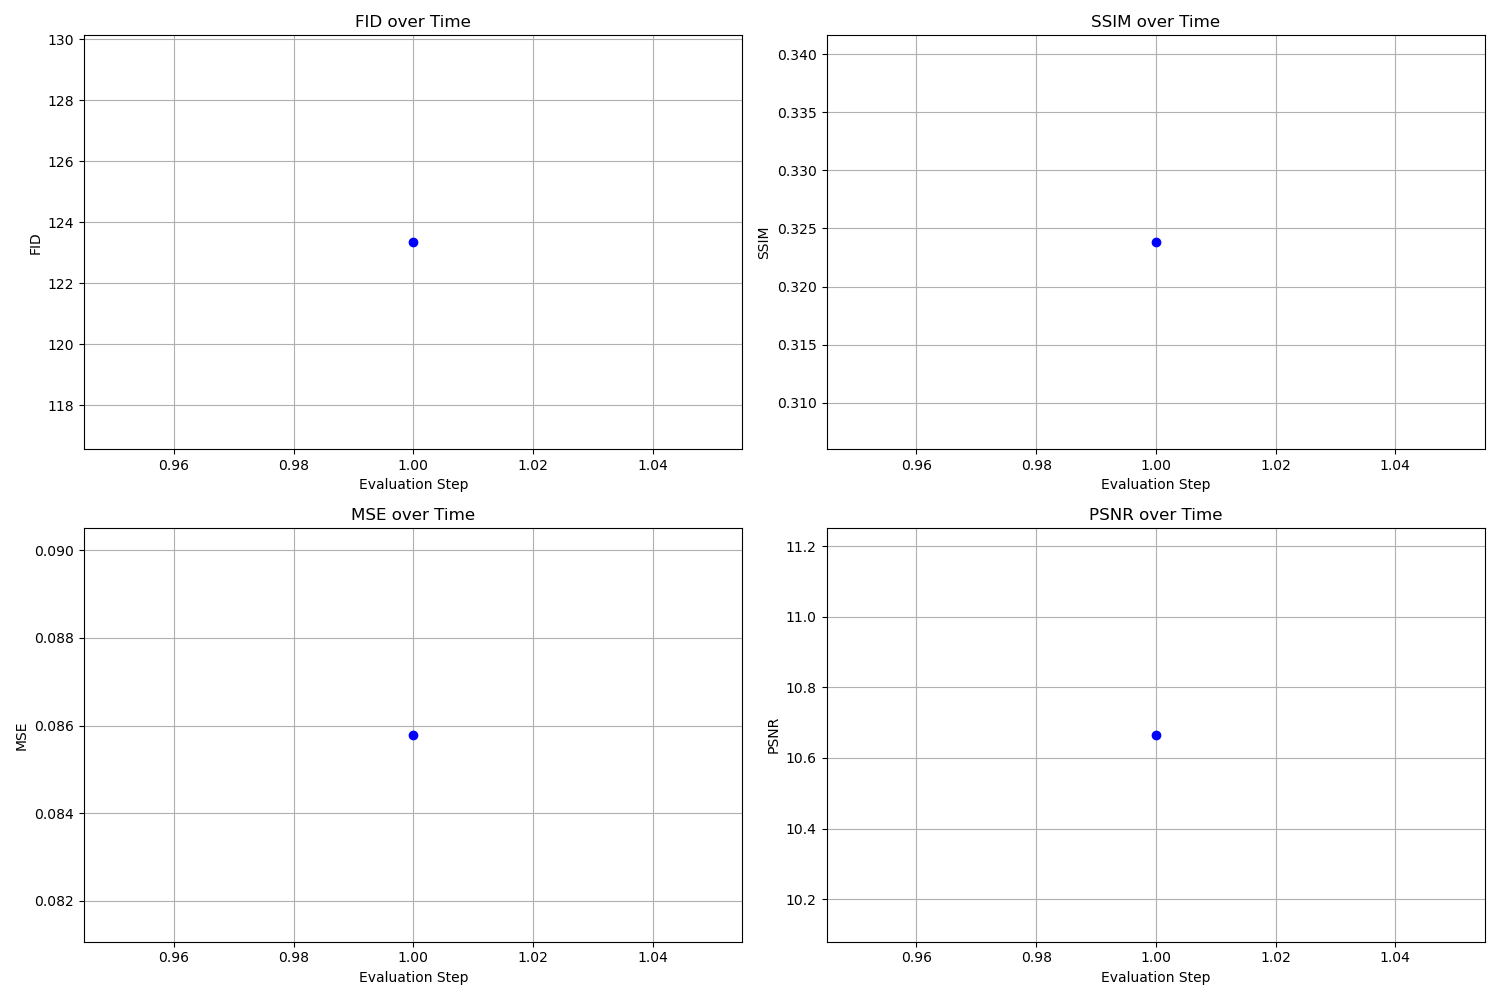 FID over Time
130
128
126
124
122
120
118
FID
0.96 0.98 1.00 1.02 1.04
Evaluation Step
SSIM over Time
0.340
0.335
0.330
0.325
0.320
0.315
0.310
SSIM
0.96 0.98 1.00 1.02 1.04
Evaluation Step
MSE over Time
0.090
0.088
0.086
0.084
0.082
MSE
0.96 0.98 1.00 1.02 1.04
Evaluation Step
PSNR over Time
11.2
11.0
10.8
10.6
10.4
10.2
PSNR
0.96 0.98 1.00 1.02 1.04
Evaluation Step